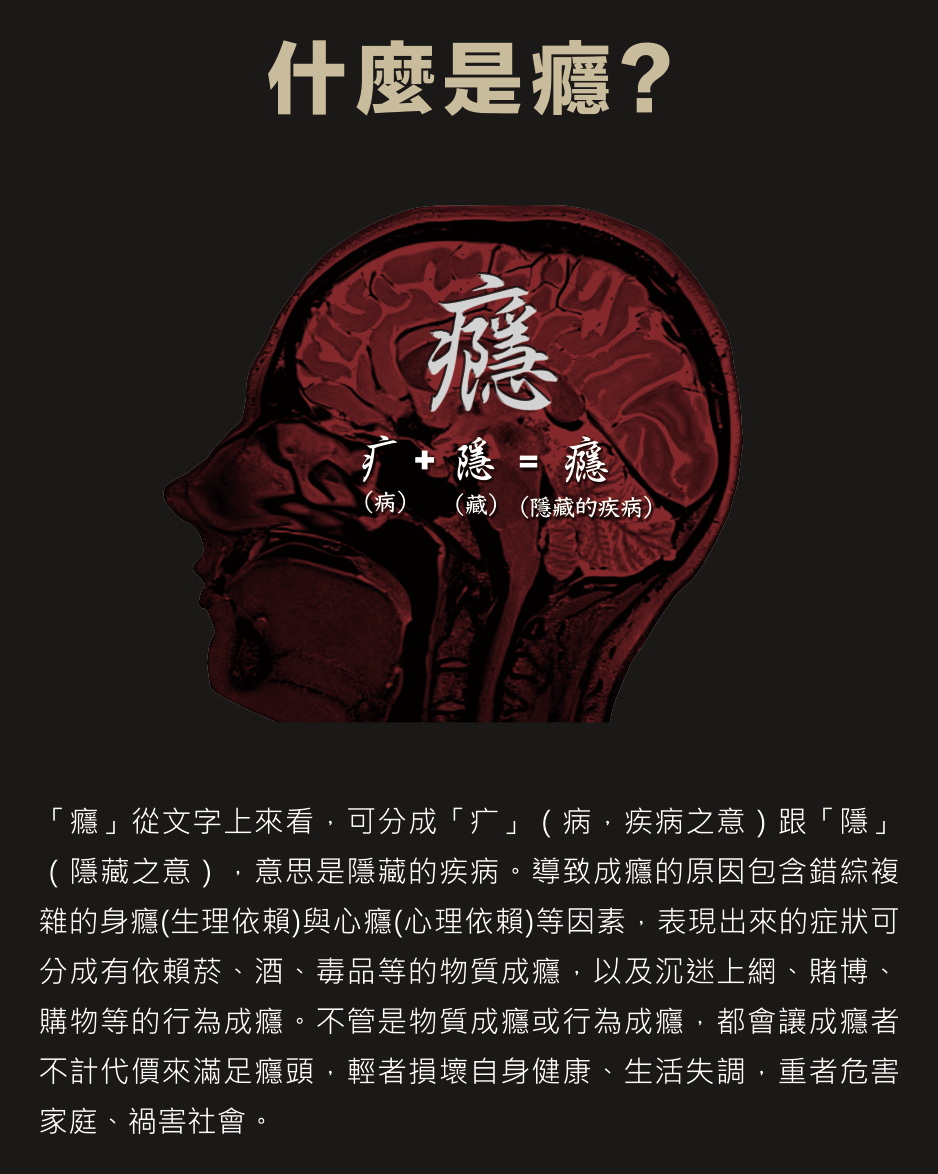 什麼是癮?
癮
疒 + 隱 = 癮
（病） （藏） （隱藏的疾病）
「癮」從文字上來看，可分成「疒」（病，疾病之意）跟「隱」
（隱藏之意），意思是隱藏的疾病。導致成癮的原因包含錯綜複
雜的身癮(生理依賴)與心癮(心理依賴)等因素，表現出來的症狀可
分成有依賴菸、酒、毒品等的物質成癮，以及沉迷上網、賭博、
購物等的行為成癮。不管是物質成癮或行為成癮，都會讓成癮者
不計代價來滿足癮頭，輕者損壞自身健康、生活失調，重者危害
家庭、禍害社會。